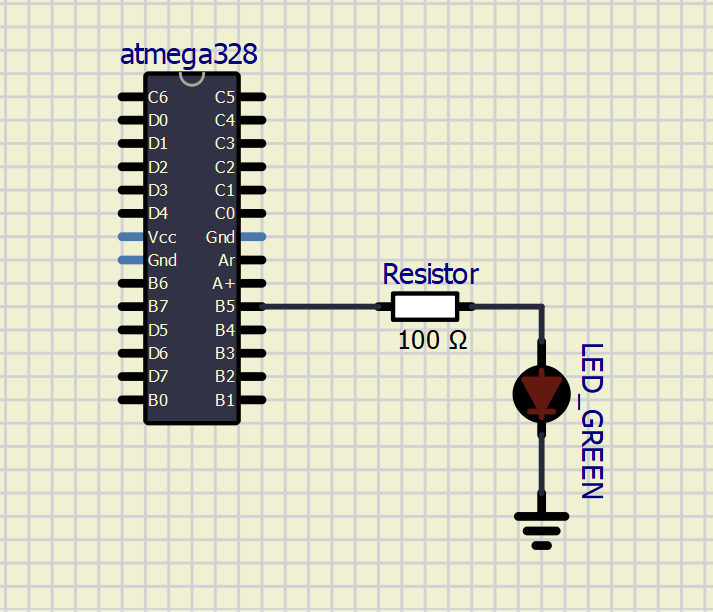 atmega328
C6 C5
D0 C4
D1 C3
D2 C2
D3 C1
D4 C0
Vcc Gnd
Gnd Ar
B6 A+
B7 B5
D5 B4
D6 B3
D7 B2
B0 B1
Resistor
100 Ω
LED_GREEN